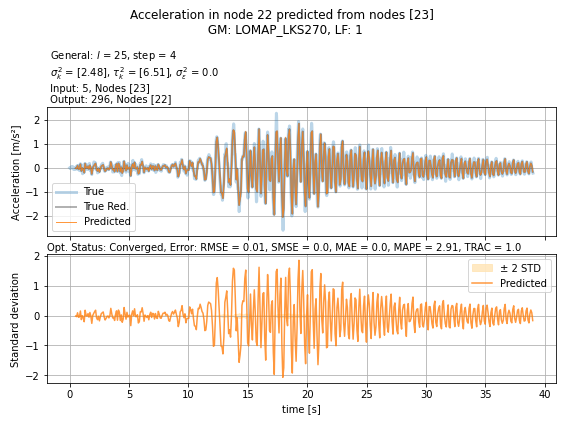 Acceleration in node 22 predicted from nodes [23]
GM: LOMAP_LKS270, LF: 1
General: l = 25, step = 4
σ²ₖ = [2.48], τ²ₖ = [6.51], σ²_ε = 0.0
Input: 5, Nodes [23]
Output: 296, Nodes [22]
Acceleration [m/s²]
2
1
0
−1
−2
True
True Red.
Predicted
Opt. Status: Converged, Error: RMSE = 0.01, SMSE = 0.0, MAE = 0.0, MAPE = 2.91, TRAC = 1.0
Standard deviation
2
1
0
−1
−2
± 2 STD
Predicted
0 5 10 15 20 25 30 35 40
time [s]